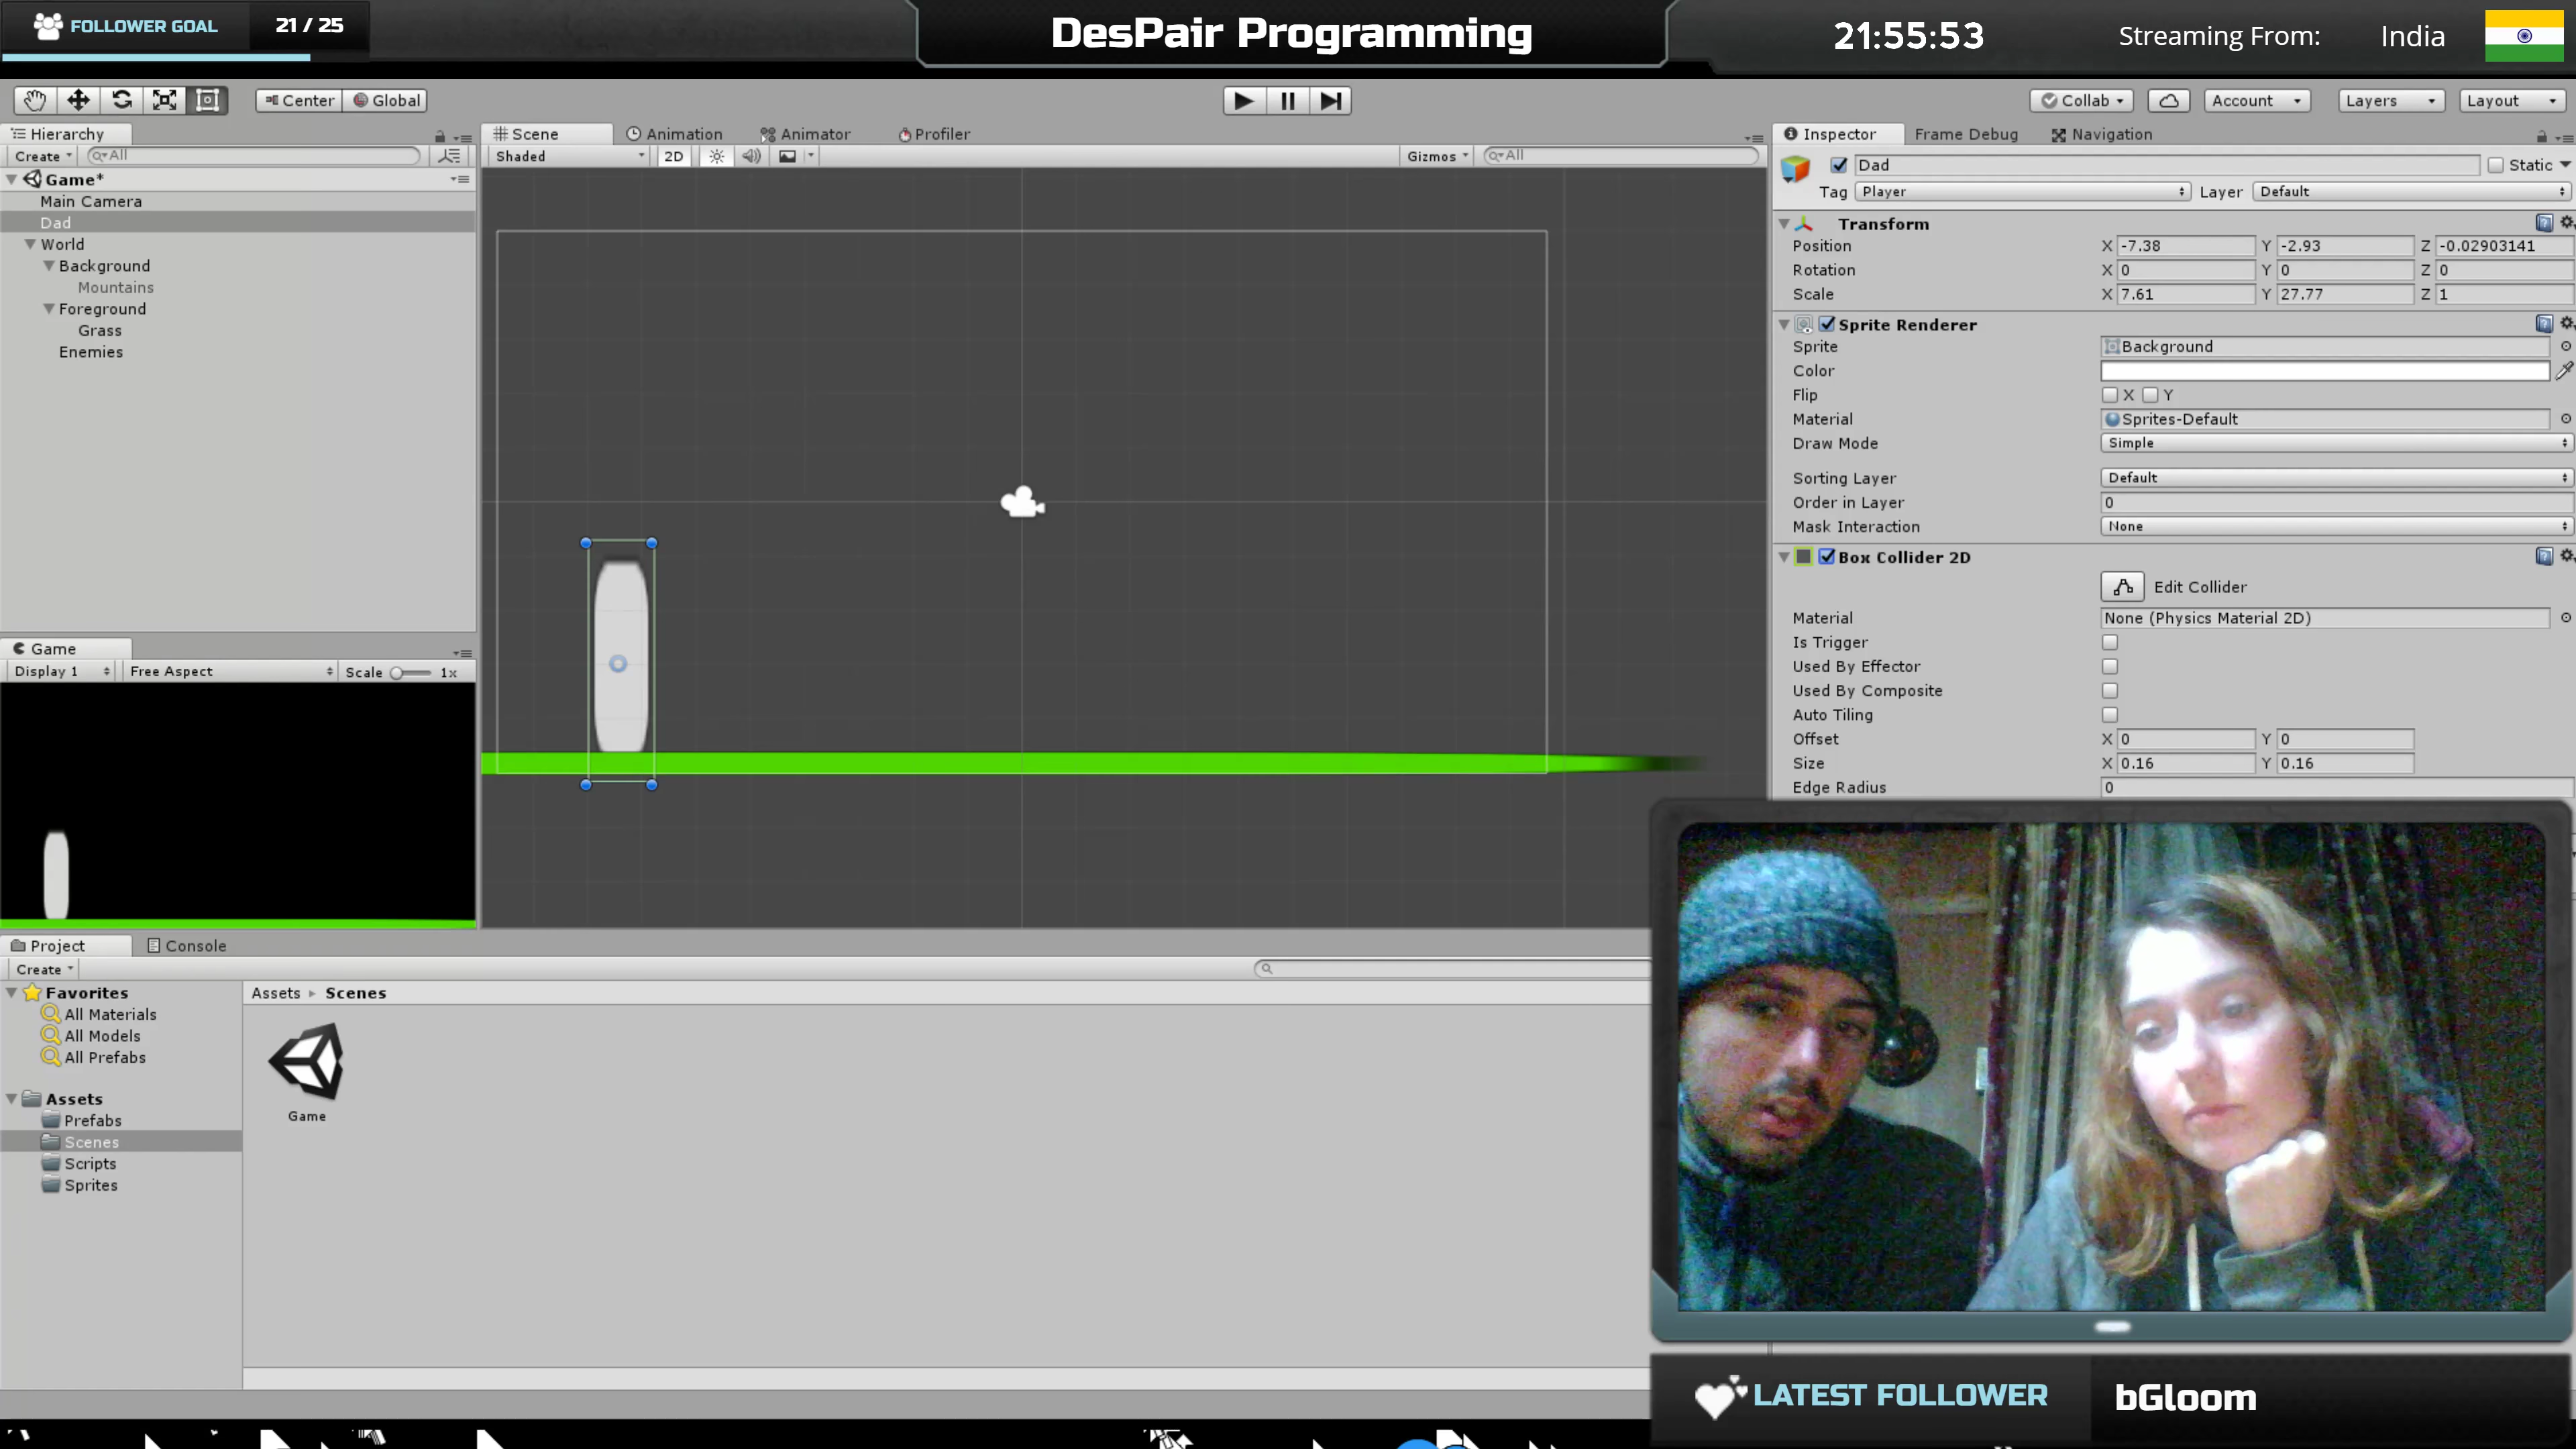 FOLLOWER GOAL 21 / 25
DesPair Programming
21:55:53
Streaming From: India
Center Global
Collab Account Layers Layout
Hierarchy
Create All
Game*
Main Camera
Dad
World
Background
Mountains
Foreground
Grass
Enemies
Scene Animation Animator Profiler
Shaded 2D Gizmos All
Game
Display 1 Free Aspect Scale 1x
Inspector Frame Debug Navigation
Dad Static
Tag Player Layer Default
Transform
Position X -7.38 Y -2.93 Z -0.02903141
Rotation X 0 Y 0 Z 0
Scale X 7.61 Y 27.77 Z 1
Sprite Renderer
Sprite Background
Color
Flip X Y
Material Sprites-Default
Draw Mode Simple
Sorting Layer Default
Order in Layer 0
Mask Interaction None
Box Collider 2D
Edit Collider
Material None (Physics Material 2D)
Is Trigger
Used By Effector
Used By Composite
Auto Tiling
Offset X 0 Y 0
Size X 0.16 Y 0.16
Edge Radius 0
Project Console
Create
Favorites
All Materials
All Models
All Prefabs
Assets
Prefabs
Scenes
Scripts
Sprites
Assets Scenes
Game
LATEST FOLLOWER bGloom